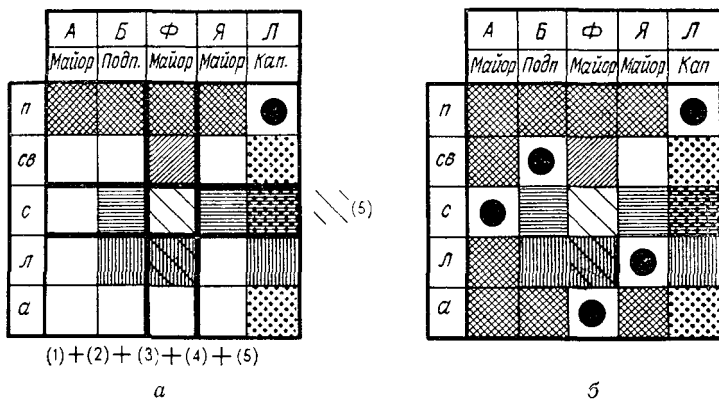 А Б Ф Я Л
Майор Подп. Майор Майор Кап.
п
св
с
л
а
(5)
(1)+(2)+(3)+(4)+(5)
а
А Б Ф Я Л
Майор Подп Майор Майор Кап
п
св
с
л
а
б